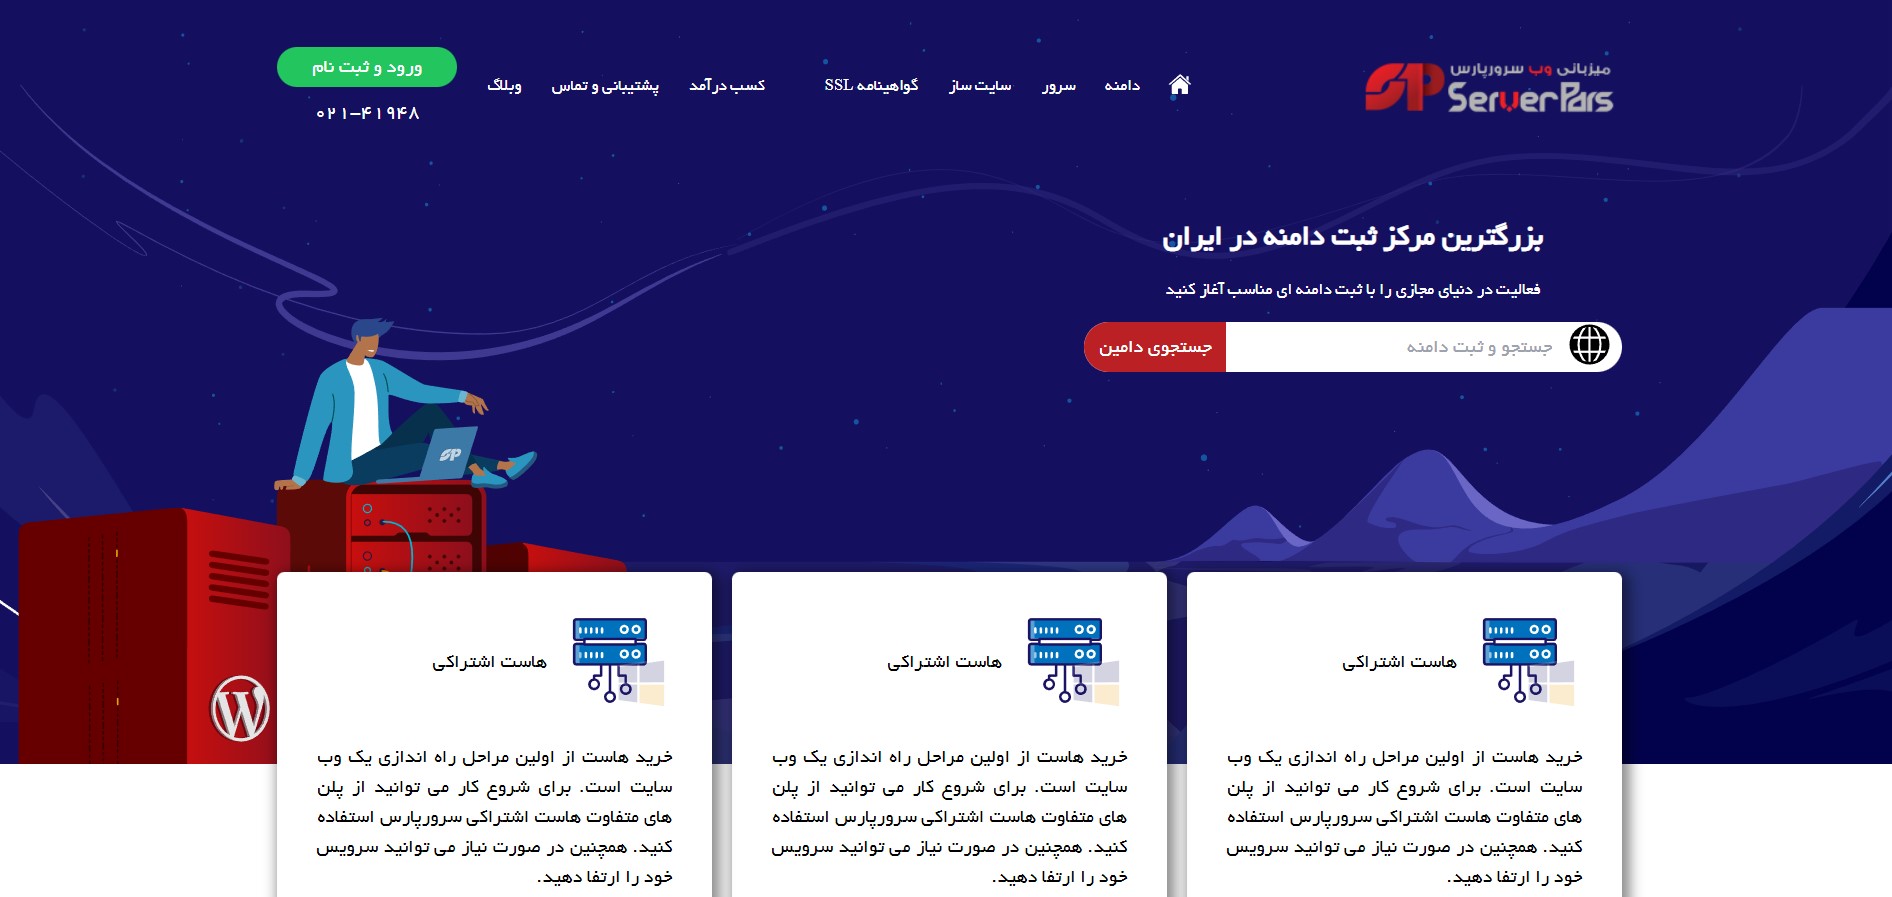 میزبانی وب سرورپارس
ServerPars
دامنه
سرور
سایت ساز
گواهینامه SSL
کسب درآمد
پشتیبانی و تماس
وبلاگ
ورود و ثبت نام
۰۲۱-۴۱۹۴۸
بزرگترین مرکز ثبت دامنه در ایران
فعالیت در دنیای مجازی را با ثبت دامنه ای مناسب آغاز کنید
جستجو و ثبت دامنه
جستجوی دامین
SP
هاست اشتراکی
خرید هاست از اولین مراحل راه اندازی یک وب
سایت است. برای شروع کار می توانید از پلن
های متفاوت هاست اشتراکی سرورپارس استفاده
کنید. همچنین در صورت نیاز می توانید سرویس
خود را ارتفا دهید.
هاست اشتراکی
خرید هاست از اولین مراحل راه اندازی یک وب
سایت است. برای شروع کار می توانید از پلن
های متفاوت هاست اشتراکی سرورپارس استفاده
کنید. همچنین در صورت نیاز می توانید سرویس
خود را ارتفا دهید.
هاست اشتراکی
خرید هاست از اولین مراحل راه اندازی یک وب
سایت است. برای شروع کار می توانید از پلن
های متفاوت هاست اشتراکی سرورپارس استفاده
کنید. همچنین در صورت نیاز می توانید سرویس
خود را ارتفا دهید.